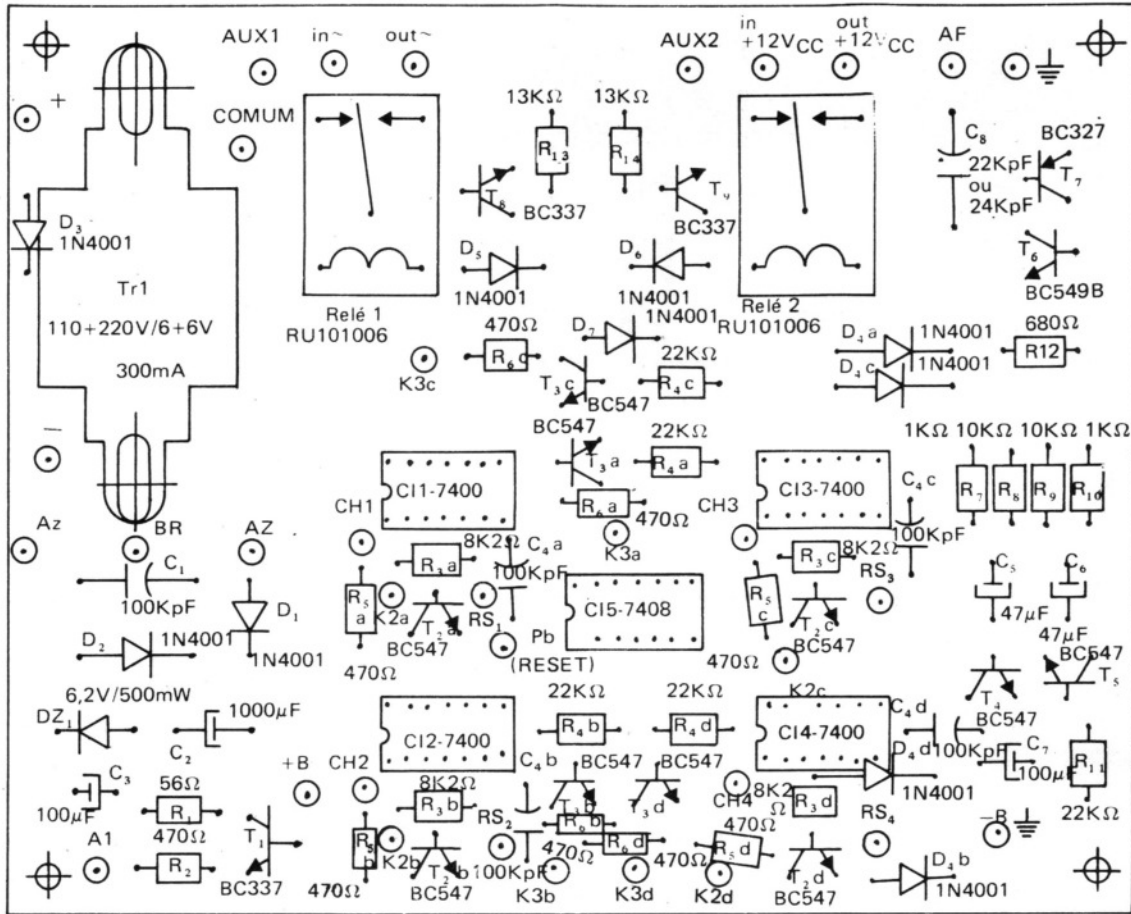 AUX1
in~
out~
AUX2
in
+12VCC
out
+12VCC
AF
+
COMUM
13KΩ
13KΩ
R13
R14
C8
22KpF
ou
24KpF
BC327
T7
T8
BC337
T9
BC337
D3
1N4001
D5
1N4001
D6
1N4001
T6
BC549B
Tr1
110+220V/6+6V
300mA
Relé 1
RU101006
Relé 2
RU101006
470Ω
R6c
K3c
D7
1N4001
22KΩ
R4c
T3c
BC547
D4a
1N4001
D4c
1N4001
680Ω
R12
−
BC547
T3a
22KΩ
R4a
R6a
470Ω
K3a
1KΩ
10KΩ
10KΩ
1KΩ
R7
R8
R9
R10
CI1-7400
CI3-7400
C4c
100KpF
CH1
CH3
Az
BR
AZ
C1
100KpF
8K2Ω
R3a
C4a
100KpF
R5a
K2a
T2a
BC547
RS1
470Ω
CI5-7408
Pb
(RESET)
8K2Ω
R3c
R5c
T2c
BC547
RS3
470Ω
K2c
C5
47µF
C6
47µF
D1
1N4001
D2
1N4001
6,2V/500mW
DZ1
C2
1000µF
C3
100µF
BC547
T5
T4
BC547
CI2-7400
22KΩ
R4b
22KΩ
R4d
CI4-7400
C4d
100KpF
D4d
1N4001
C7
100µF
R11
22KΩ
+B
CH2
8K2Ω
R3b
C4b
100KpF
BC547
T3b
BC547
T3d
CH4
8K2Ω
R3d
RS4
−B
56Ω
R1
470Ω
R2
A1
T1
BC337
R5b
470Ω
K2b
T2b
BC547
RS2
R6b
470Ω
K3b
R6d
470Ω
K3d
470Ω
R5d
K2d
T2d
BC547
D4b
1N4001